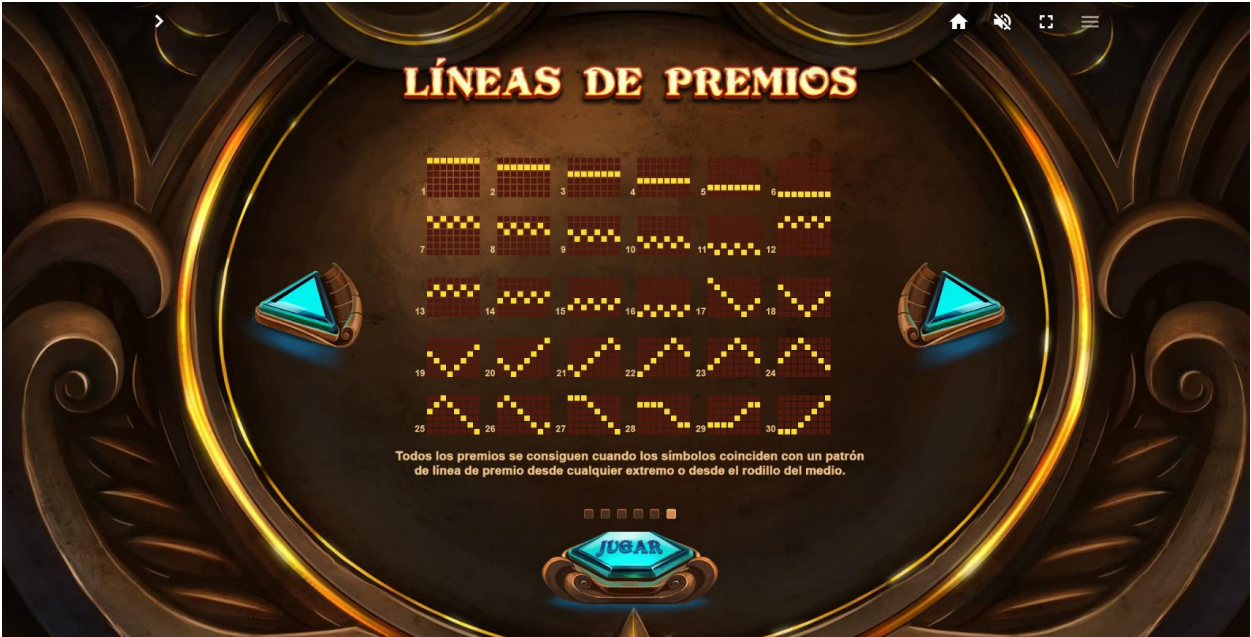 LÍNEAS DE PREMIOS
1 2 3 4 5 6
7 8 9 10 11 12
13 14 15 16 17 18
19 20 21 22 23 24
25 26 27 28 29 30
Todos los premios se consiguen cuando los símbolos coinciden con un patrón
de línea de premio desde cualquier extremo o desde el rodillo del medio.
JUGAR